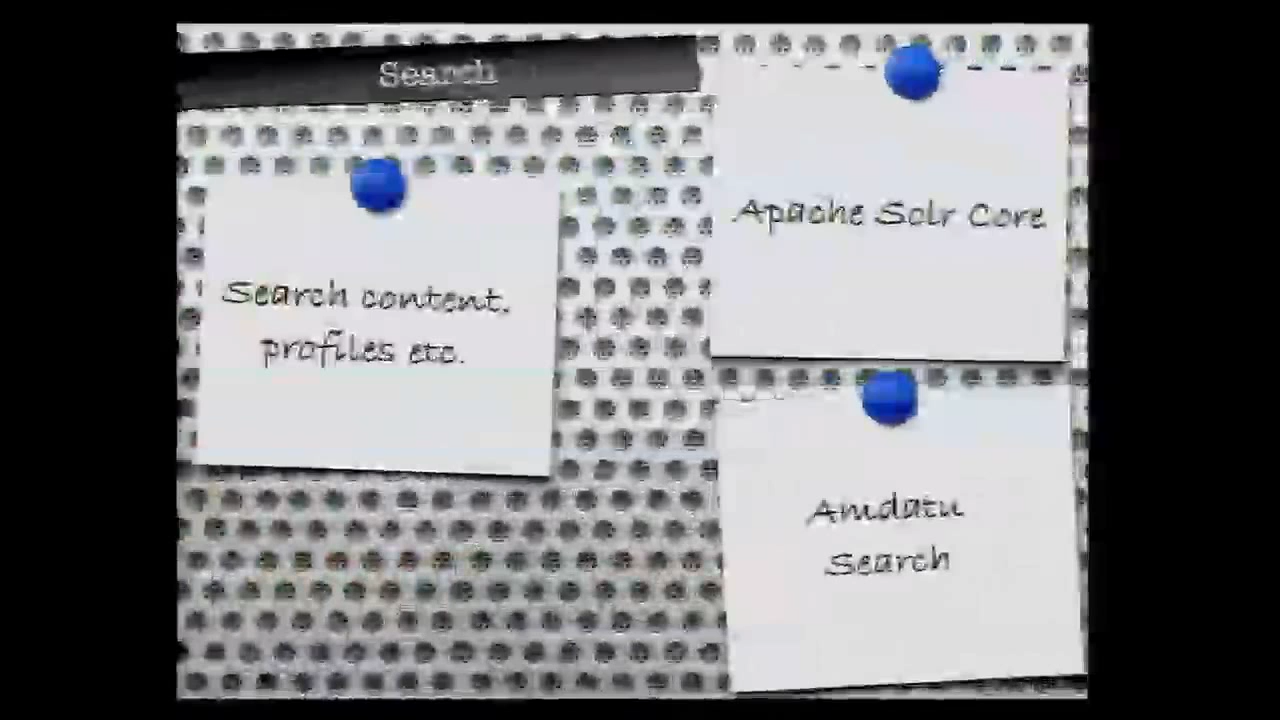 Search
Search content,
profiles etc.
Apache Solr Core
Amdatu
Search